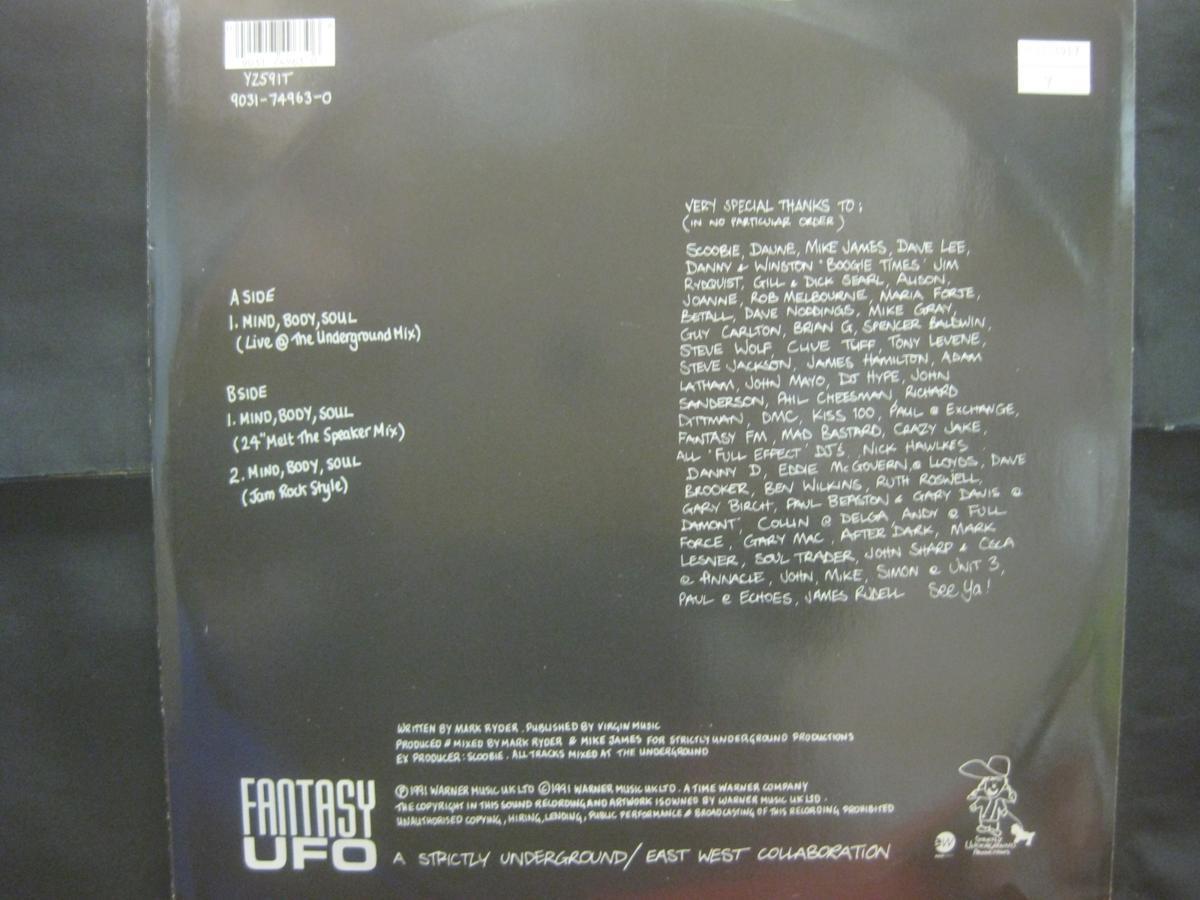 YZ591T
9031-74963-0
A SIDE
1. MIND, BODY, SOUL
(Live @ The Underground Mix)
B SIDE
1. MIND, BODY, SOUL
(24" Melt The Speaker Mix)
2. MIND, BODY, SOUL
(Jam Rock Style)
VERY SPECIAL THANKS TO;
(IN NO PARTICULAR ORDER)
SCOOBIE, DAUNE, MIKE JAMES, DAVE LEE,
DANNY & WINSTON 'BOOGIE TIMES' JIM
RYDQUIST, GILL & DICK SEARL, ALISON,
JOANNE, ROB MELBOURNE, MARIA FORTE,
BETALL, DAVE NODDINGS, MIKE GRAY,
GUY CARLTON, BRIAN G, SPENCER BALDWIN,
STEVE WOLF, CLIVE TUFF, TONY LEVENE,
STEVE JACKSON, JAMES HAMILTON, ADAM
LATHAM, JOHN MAYO, DJ HYPE, JOHN
SANDERSON, PHIL CHEESMAN, RICHARD
DITTMAN, DMC, KISS 100, PAUL @ EXCHANGE,
FANTASY FM, MAD BASTARD, CRAZY JAKE,
ALL 'FULL EFFECT' DJ'S, NICK HAWKES
DANNY D, EDDIE McGOVERN, @ LLOYDS, DAVE
BROOKER, BEN WILKINS, RUTH ROSWELL,
GARY BIRCH, PAUL BEASTON & GARY DAVIS @
DAMONT, COLLIN @ DELGA, ANDY @ FULL
FORCE, GARY MAC, AFTER DARK, MARK
LESNER, SOUL TRADER, JOHN SHARP &
@ PINNACLE, JOHN, MIKE, SIMON @ UNIT 3,
PAUL @ ECHOES, JAMES See Ya!
WRITTEN BY MARK RYDER . PUBLISHED BY VIRGIN MUSIC
PRODUCED & MIXED BY MARK RYDER & MIKE JAMES FOR STRICTLY UNDERGROUND PRODUCTIONS
EX PRODUCER: SCOOBIE . ALL TRACKS MIXED AT THE UNDERGROUND
Ⓟ 1991 WARNER MUSIC UK LTD © 1991 WARNER MUSIC UK LTD . A TIME WARNER COMPANY
THE COPYRIGHT IN THIS SOUND RECORDING AND ARTWORK IS OWNED BY WARNER MUSIC UK LTD .
UNAUTHORISED COPYING, HIRING, LENDING, PUBLIC PERFORMANCE & BROADCASTING OF THIS RECORDING PROHIBITED
FANTASY
UFO
A STRICTLY UNDERGROUND/ EAST WEST COLLABORATION
STRICTLY
UNDERGROUND
PRODUCTIONS